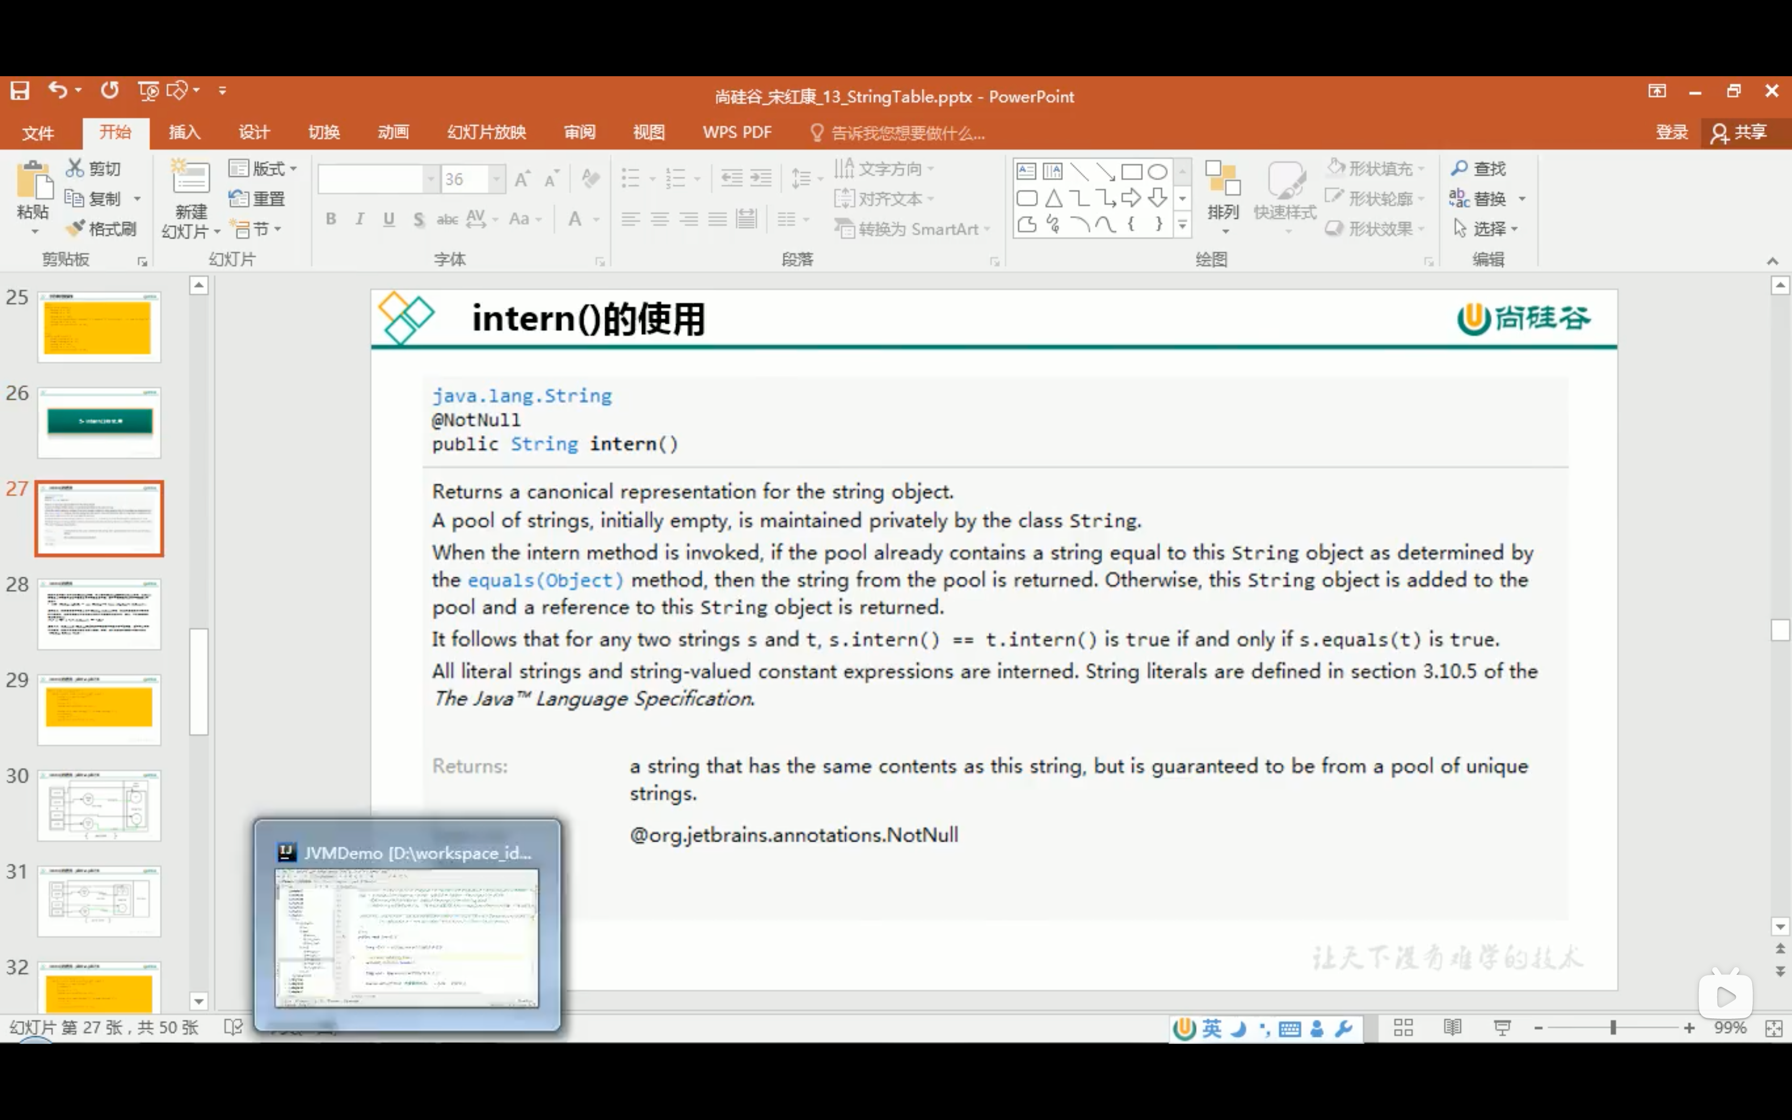 尚硅谷_宋红康_13_StringTable.pptx - PowerPoint
文件 开始 插入 设计 切换 动画 幻灯片放映 审阅 视图 WPS PDF 告诉我您想要做什么... 登录 共享
剪切 版式 36 文字方向 形状填充 查找
复制 重置 对齐文本 形状轮廓 替换
粘贴 格式刷 新建 幻灯片 节 B I U S abc AV Aa A 转换为 SmartArt 排列 快速样式 形状效果 选择
剪贴板 幻灯片 字体 段落 绘图 编辑
25
26
27
28
29
30
31
32
intern()的使用
尚硅谷
java.lang.String
@NotNull
public String intern()
Returns a canonical representation for the string object.
A pool of strings, initially empty, is maintained privately by the class String.
When the intern method is invoked, if the pool already contains a string equal to this String object as determined by
the equals(Object) method, then the string from the pool is returned. Otherwise, this String object is added to the
pool and a reference to this String object is returned.
It follows that for any two strings s and t, s.intern() == t.intern() is true if and only if s.equals(t) is true.
All literal strings and string-valued constant expressions are interned. String literals are defined in section 3.10.5 of the
The Java™ Language Specification.
Returns: a string that has the same contents as this string, but is guaranteed to be from a pool of unique
strings.
@org.jetbrains.annotations.NotNull
JVMDemo [D:\workspace_id...
让天下没有难学的技术
幻灯片 第 27 张，共 50 张 英 99%